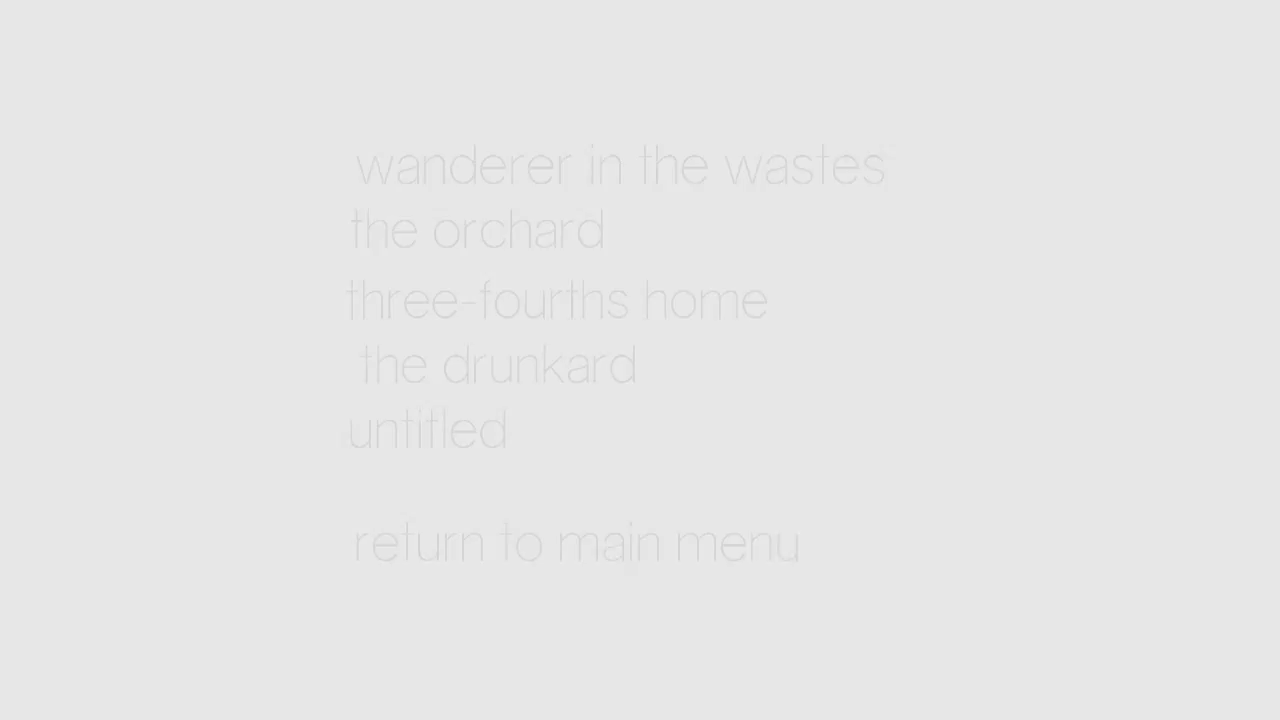 wanderer in the wastes
the orchard
three-fourths home
the drunkard
untitled
return to main menu